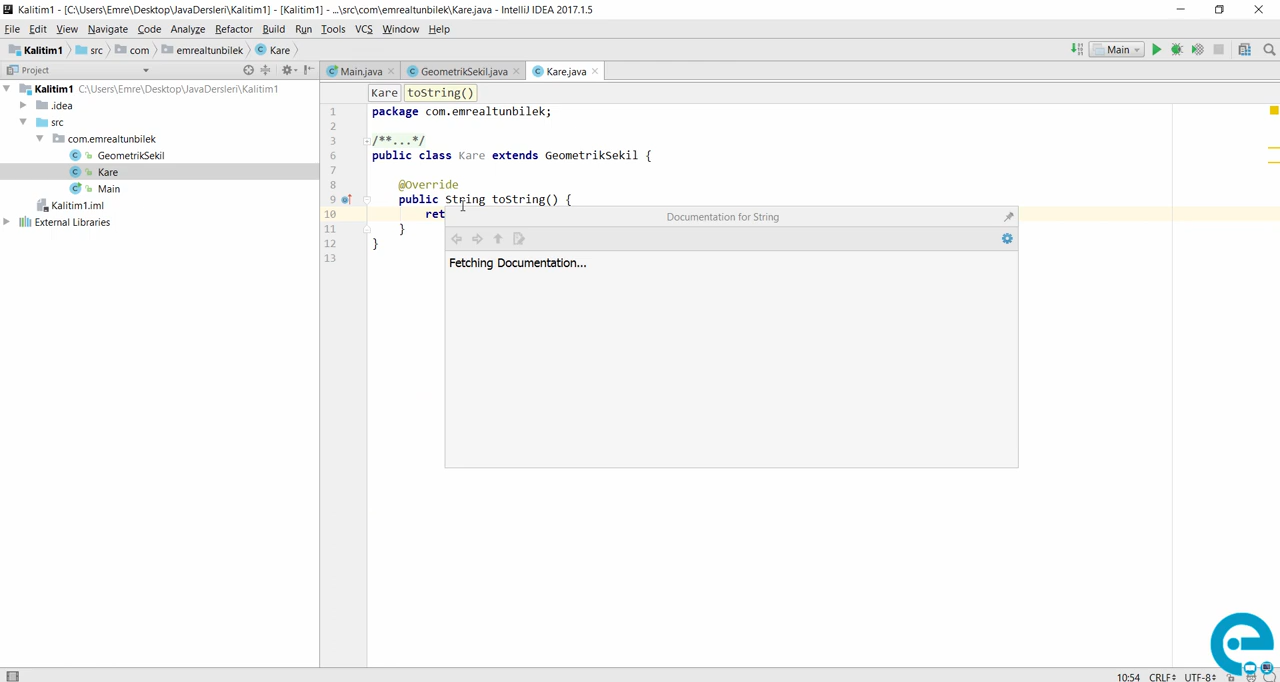 Kalitim1 - [C:\Users\Emre\Desktop\JavaDersleri\Kalitim1] - [Kalitim1] - ...\src\com\emrealtunbilek\Kare.java - IntelliJ IDEA 2017.1.5
File Edit View Navigate Code Analyze Refactor Build Run Tools VCS Window Help
Kalitim1 src com emrealtunbilek Kare Main
Project Main.java GeometrikSekil.java Kare.java
Kalitim1 C:\Users\Emre\Desktop\JavaDersleri\Kalitim1
.idea
src
com.emrealtunbilek
GeometrikSekil
Kare
Main
Kalitim1.iml
External Libraries
Kare toString()
1 package com.emrealtunbilek;
2
3 /**...*/
6 public class Kare extends GeometrikSekil {
7
8 @Override
9 public String toString() {
10 ret
11 }
12 }
13
Documentation for String
Fetching Documentation...
10:54 CRLF UTF-8